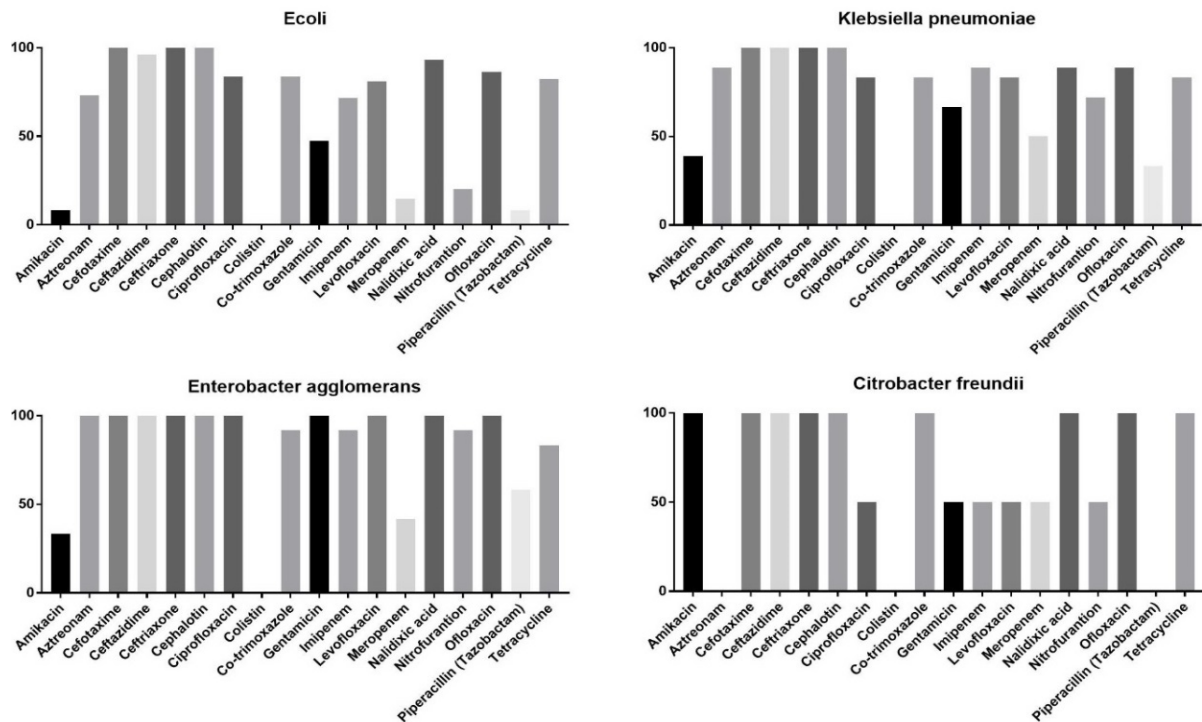 Ecoli
100
50
0
Amikacin
Aztreonam
Cefotaxime
Ceftazidime
Ceftriaxone
Cephalotin
Ciprofloxacin
Colistin
Co-trimoxazole
Gentamicin
Imipenem
Levofloxacin
Meropenem
Nalidixic acid
Nitrofurantion
Ofloxacin
Piperacillin (Tazobactam)
Tetracycline
Klebsiella pneumoniae
100
50
0
Amikacin
Aztreonam
Cefotaxime
Ceftazidime
Ceftriaxone
Cephalotin
Ciprofloxacin
Colistin
Co-trimoxazole
Gentamicin
Imipenem
Levofloxacin
Meropenem
Nalidixic acid
Nitrofurantion
Ofloxacin
Piperacillin (Tazobactam)
Tetracycline
Enterobacter agglomerans
100
50
0
Amikacin
Aztreonam
Cefotaxime
Ceftazidime
Ceftriaxone
Cephalotin
Ciprofloxacin
Colistin
Co-trimoxazole
Gentamicin
Imipenem
Levofloxacin
Meropenem
Nalidixic acid
Nitrofurantion
Ofloxacin
Piperacillin (Tazobactam)
Tetracycline
Citrobacter freundii
100
50
0
Amikacin
Aztreonam
Cefotaxime
Ceftazidime
Ceftriaxone
Cephalotin
Ciprofloxacin
Colistin
Co-trimoxazole
Gentamicin
Imipenem
Levofloxacin
Meropenem
Nalidixic acid
Nitrofurantion
Ofloxacin
Piperacillin (Tazobactam)
Tetracycline